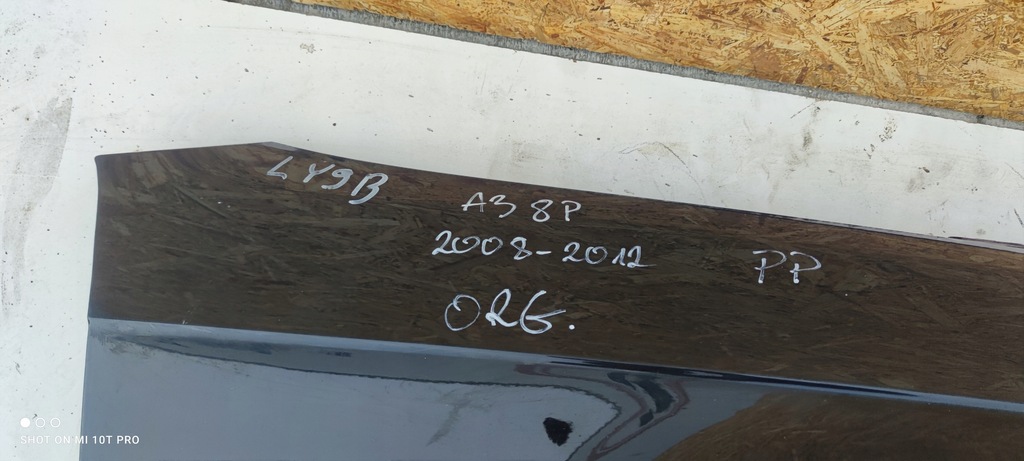 LY9B
A3 8P
2008-2012
PP
ORG.
SHOT ON MI 10T PRO